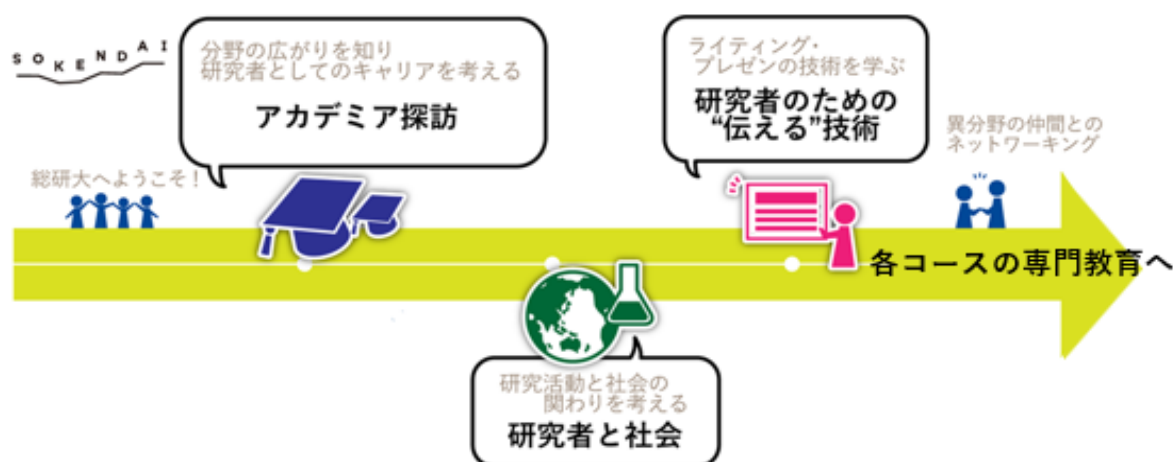 SOKENDAI
分野の広がりを知り
研究者としてのキャリアを考える
アカデミア探訪
ライティング・
プレゼンの技術を学ぶ
研究者のための
“伝える”技術
異分野の仲間との
ネットワーキング
総研大へようこそ！
各コースの専門教育へ
研究活動と社会の
関わりを考える
研究者と社会